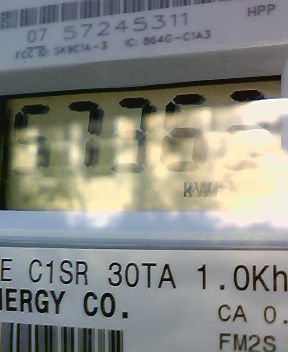 HPP
07 57245311
FCC ID: SK9C1A-3 IC: 864G-C1A3
kWh
E C1SR 30TA 1.0Kh
NERGY CO.
CA 0.
FM2S